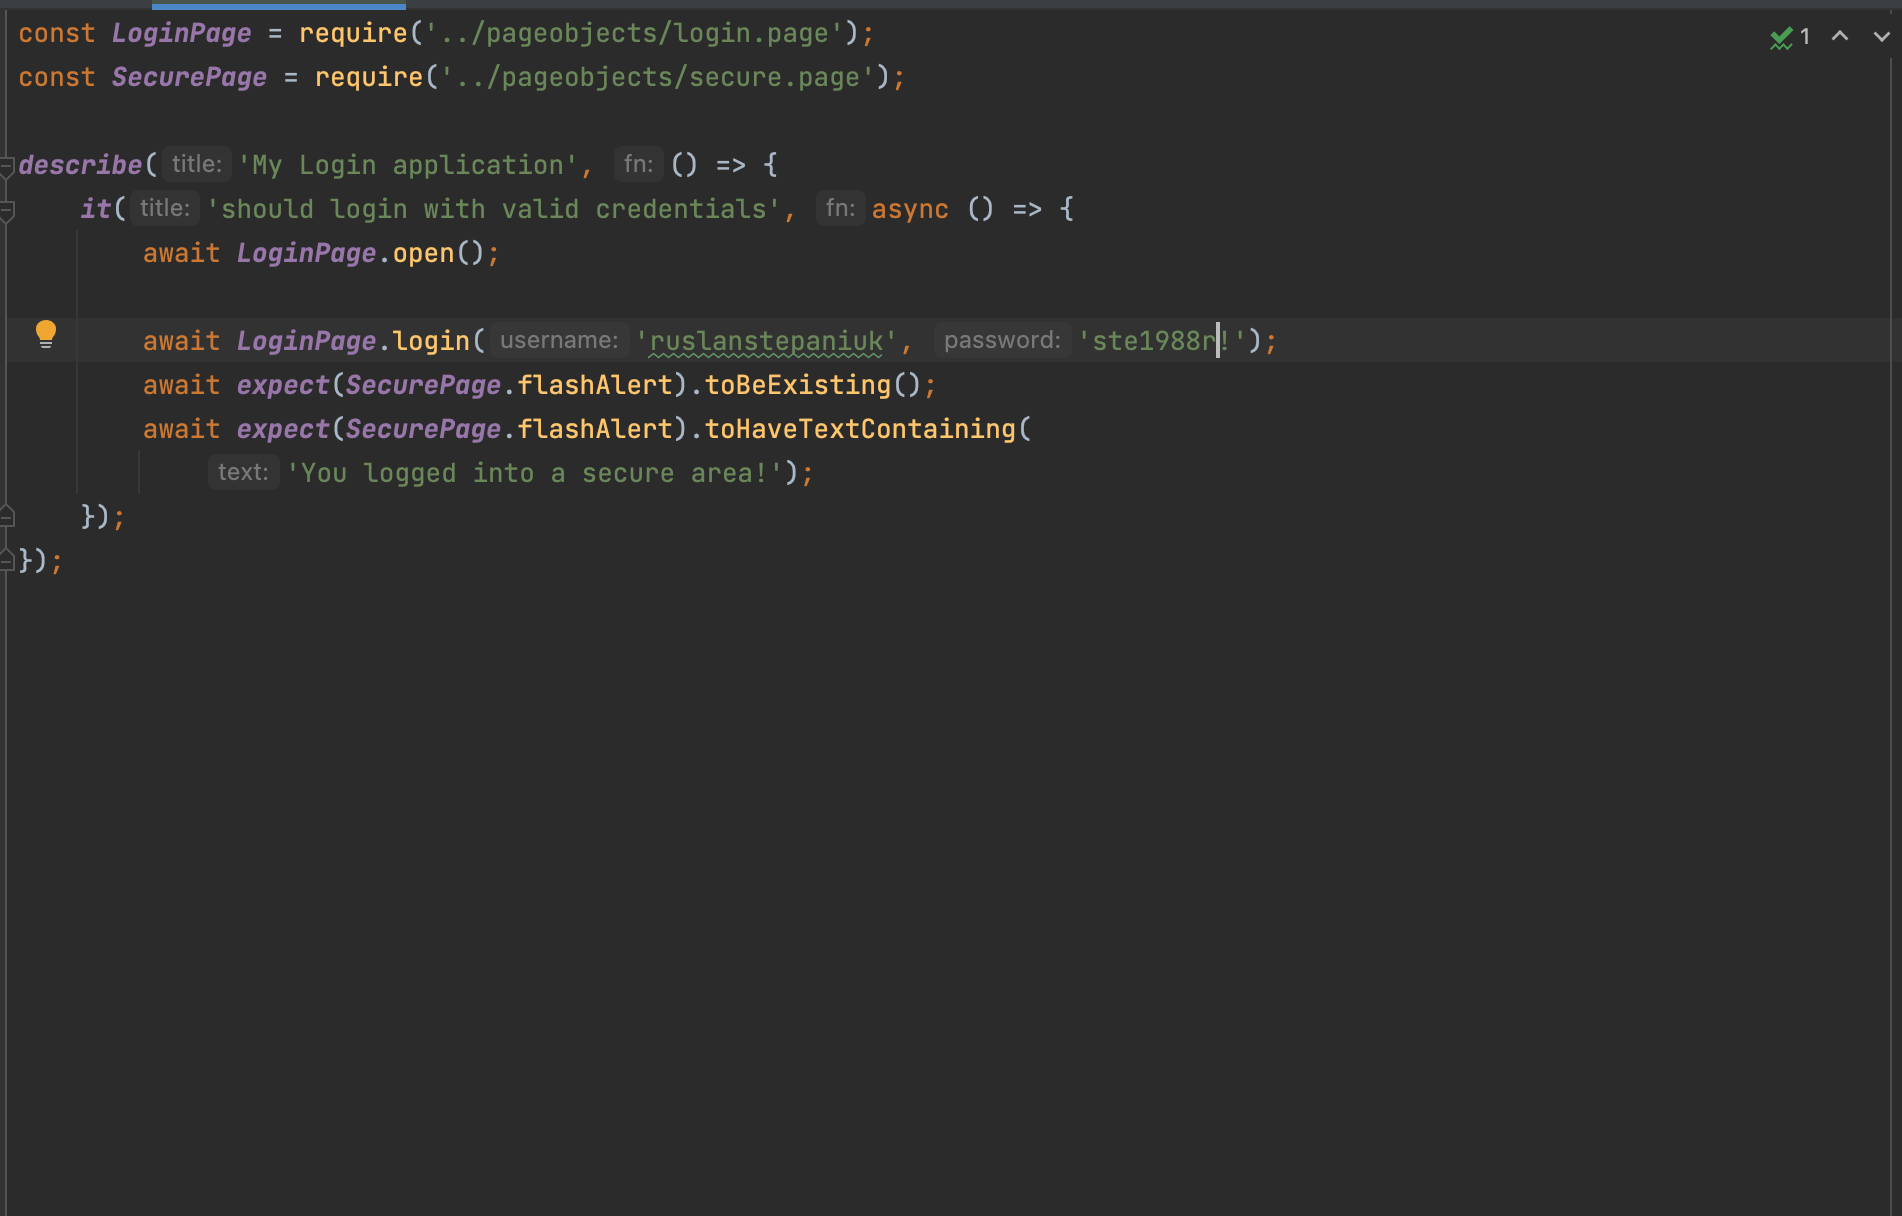 const LoginPage = require('../pageobjects/login.page');
1
const SecurePage = require('../pageobjects/secure.page');
describe( title: 'My Login application', fn: () => {
it( title: 'should login with valid credentials', fn: async () => {
await LoginPage.open();
await LoginPage.login( username: 'ruslanstepaniuk', password: 'ste1988r!');
await expect(SecurePage.flashAlert).toBeExisting();
await expect(SecurePage.flashAlert).toHaveTextContaining(
text: 'You logged into a secure area!');
});
});